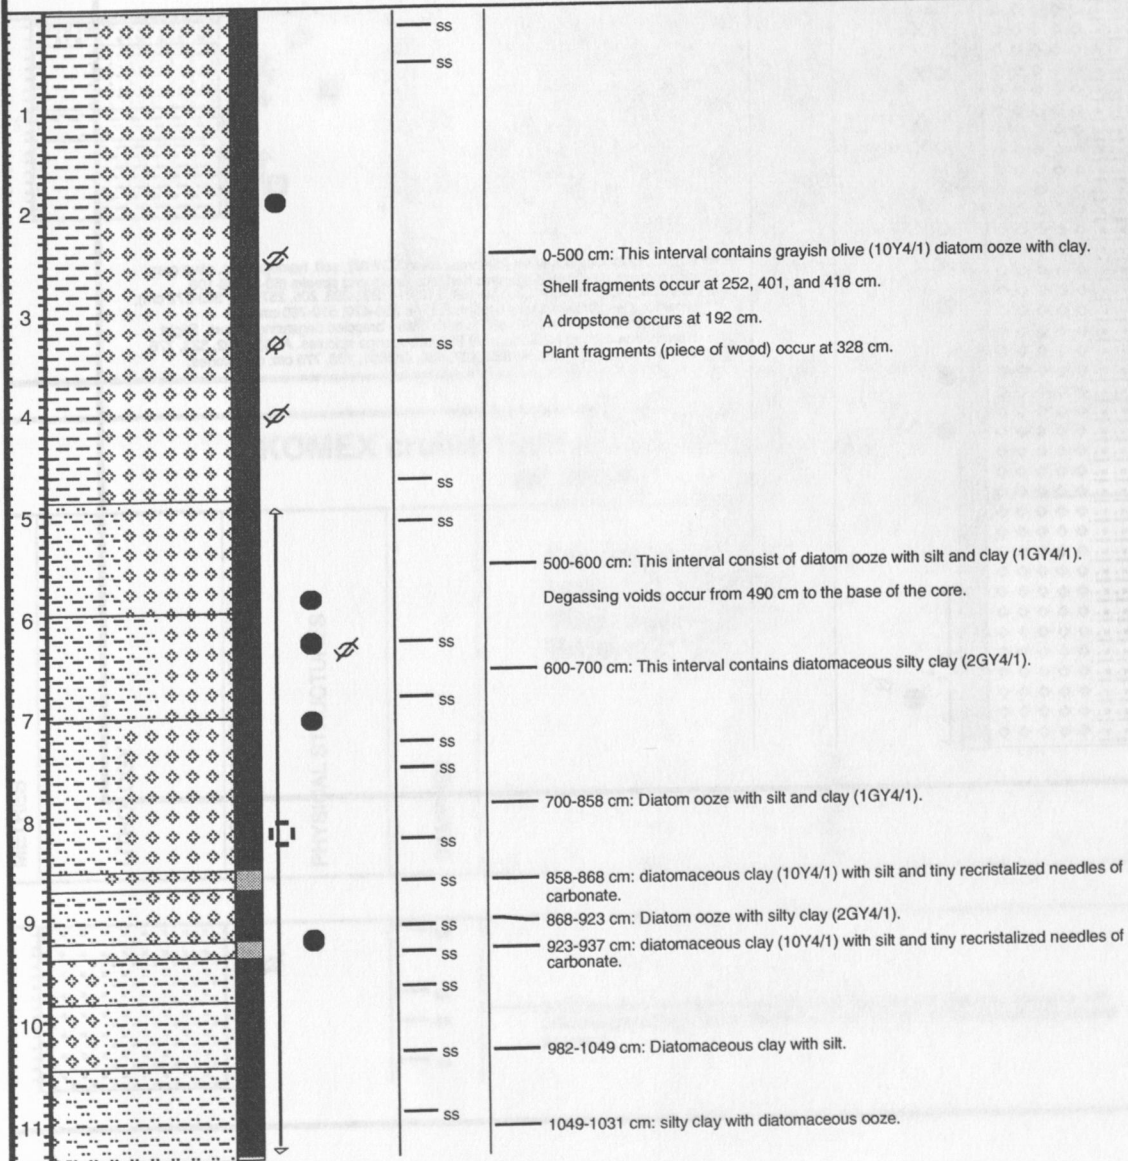 ss
ss
1
2
0-500 cm: This interval contains grayish olive (10Y4/1) diatom ooze with clay.
Shell fragments occur at 252, 401, and 418 cm.
3
A dropstone occurs at 192 cm.
ss
Plant fragments (piece of wood) occur at 328 cm.
4
KOMEX
ss
5
ss
500-600 cm: This interval consist of diatom ooze with silt and clay (1GY4/1).
Degassing voids occur from 490 cm to the base of the core.
6
ss
600-700 cm: This interval contains diatomaceous silty clay (2GY4/1).
ss
7
ss
ss
700-858 cm: Diatom ooze with silt and clay (1GY4/1).
8
PHYSICAL
ss
ss
858-868 cm: diatomaceous clay (10Y4/1) with silt and tiny recristalized needles of
carbonate.
9
ss
868-923 cm: Diatom ooze with silty clay (2GY4/1).
ss
923-937 cm: diatomaceous clay (10Y4/1) with silt and tiny recristalized needles of
carbonate.
ss
10
ss
982-1049 cm: Diatomaceous clay with silt.
ss
11
1049-1031 cm: silty clay with diatomaceous ooze.